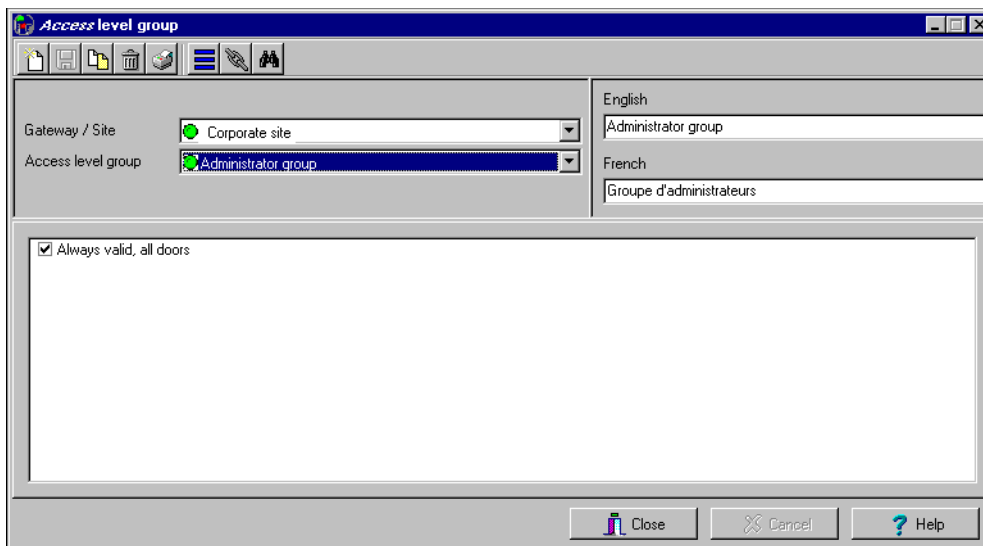 Access level group
English
Gateway / Site
Corporate site
Administrator group
Access level group
Administrator group
French
Groupe d'administrateurs
Always valid, all doors
Close
Cancel
? Help